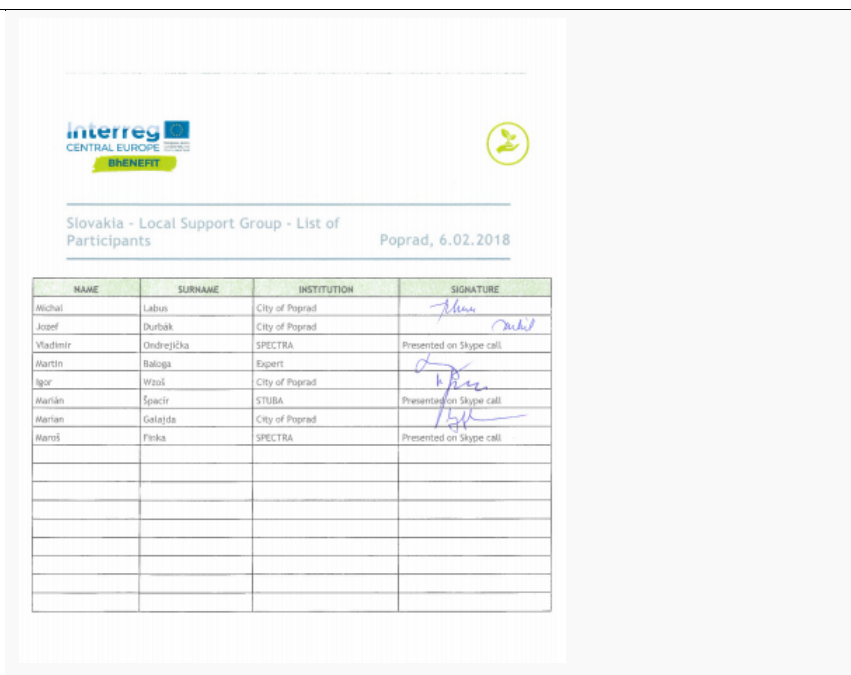 Interreg
CENTRAL EUROPE
BhENEFIT
Slovakia - Local Support Group - List of
Participants
Poprad, 6.02.2018
NAME SURNAME INSTITUTION SIGNATURE
Michal Labus City of Poprad
Jozef Durbák City of Poprad
Vladimir Ondrejička SPECTRA Presented on Skype call
Martin Baloga Expert
Igor Wzoš City of Poprad
Marián Špacir STUBA Presented on Skype call
Marian Galajda City of Poprad
Maroš Finka SPECTRA Presented on Skype call